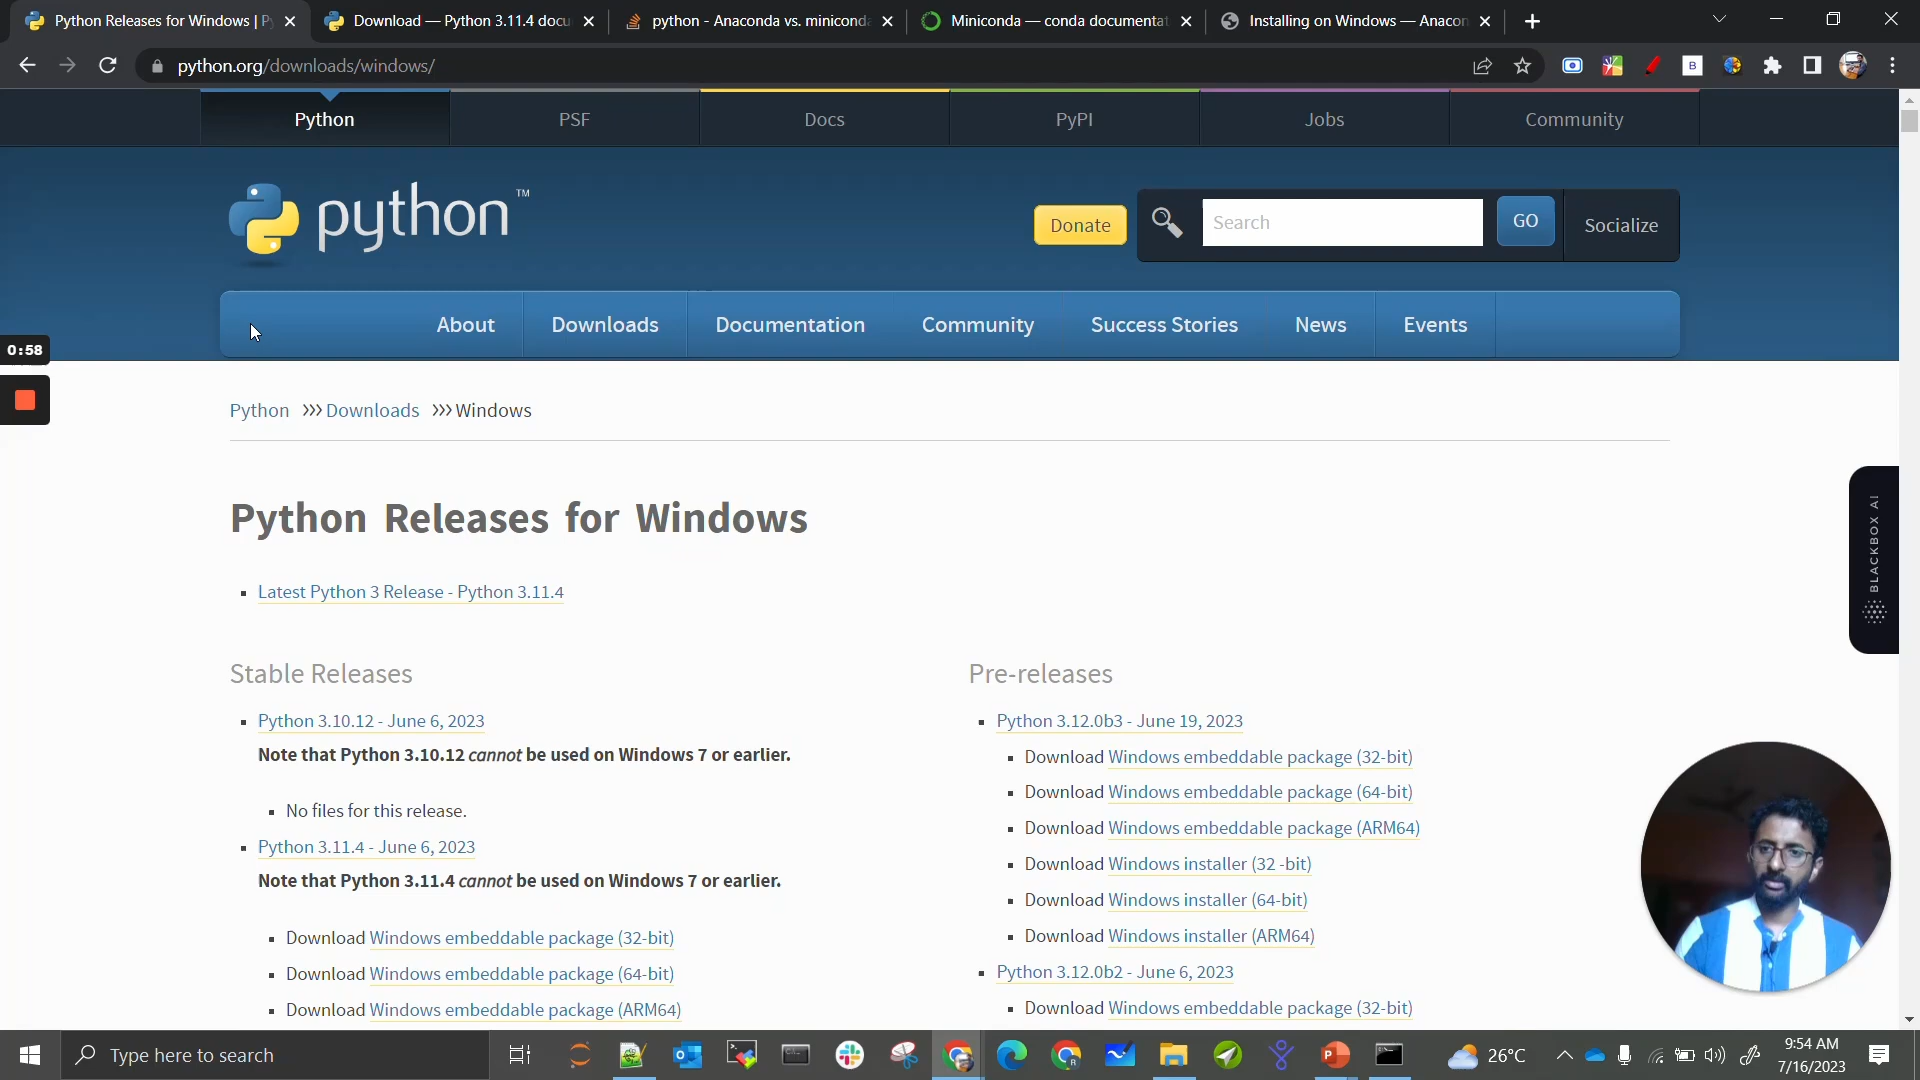 Python Releases for Windows | P
Download — Python 3.11.4 docu
python - Anaconda vs. minicond
Miniconda — conda documentat
Installing on Windows — Anacon
python.org/downloads/windows/
Python
PSF
Docs
PyPI
Jobs
Community
python TM
Donate
Search
GO
Socialize
About
Downloads
Documentation
Community
Success Stories
News
Events
0:58
Python >>> Downloads >>> Windows
BLACKBOX AI
Python Releases for Windows
Latest Python 3 Release - Python 3.11.4
Stable Releases
Python 3.10.12 - June 6, 2023
Note that Python 3.10.12 cannot be used on Windows 7 or earlier.
No files for this release.
Python 3.11.4 - June 6, 2023
Note that Python 3.11.4 cannot be used on Windows 7 or earlier.
Download Windows embeddable package (32-bit)
Download Windows embeddable package (64-bit)
Download Windows embeddable package (ARM64)
Pre-releases
Python 3.12.0b3 - June 19, 2023
Download Windows embeddable package (32-bit)
Download Windows embeddable package (64-bit)
Download Windows embeddable package (ARM64)
Download Windows installer (32 -bit)
Download Windows installer (64-bit)
Download Windows installer (ARM64)
Python 3.12.0b2 - June 6, 2023
Download Windows embeddable package (32-bit)
Type here to search
26°C
9:54 AM
7/16/2023